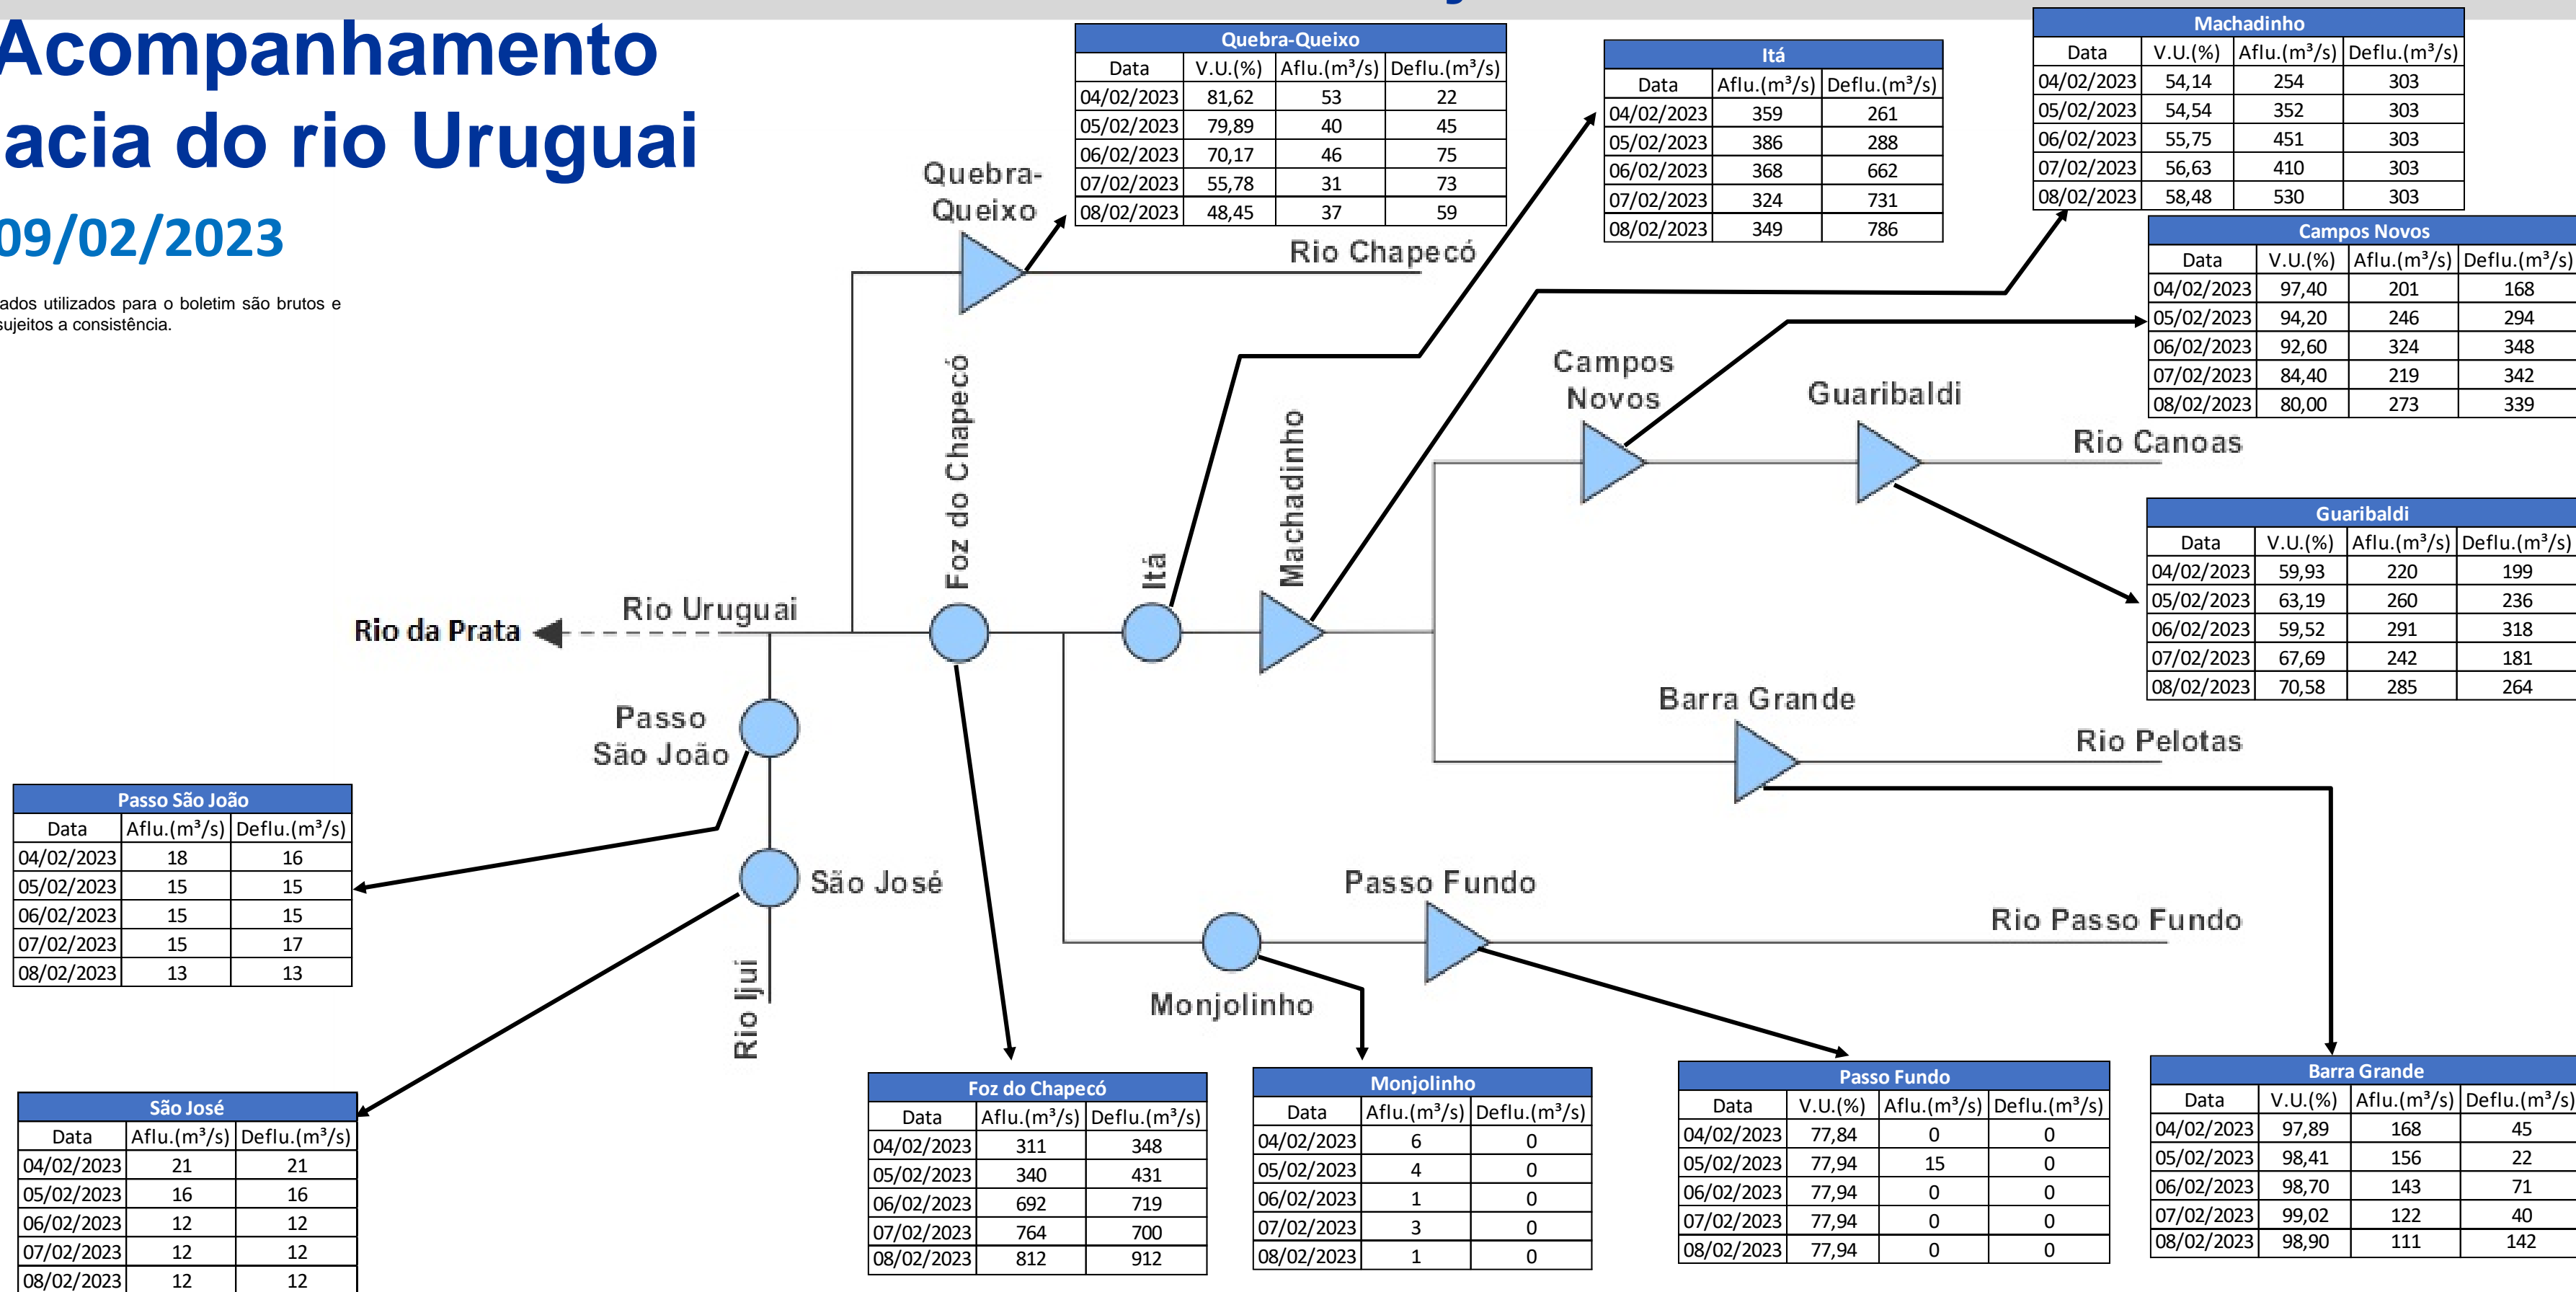 Acompanhamento
acia do rio Uruguai
09/02/2023
ados utilizados para o boletim são brutos e
sujeitos a consistência.
Quebra-Queixo
Data V.U.(%) Aflu.(m³/s) Deflu.(m³/s)
04/02/2023 81,62 53 22
05/02/2023 79,89 40 45
06/02/2023 70,17 46 75
07/02/2023 55,78 31 73
08/02/2023 48,45 37 59
Itá
Data Aflu.(m³/s) Deflu.(m³/s)
04/02/2023 359 261
05/02/2023 386 288
06/02/2023 368 662
07/02/2023 324 731
08/02/2023 349 786
Machadinho
Data V.U.(%) Aflu.(m³/s) Deflu.(m³/s)
04/02/2023 54,14 254 303
05/02/2023 54,54 352 303
06/02/2023 55,75 451 303
07/02/2023 56,63 410 303
08/02/2023 58,48 530 303
Campos Novos
Data V.U.(%) Aflu.(m³/s) Deflu.(m³/s)
04/02/2023 97,40 201 168
05/02/2023 94,20 246 294
06/02/2023 92,60 324 348
07/02/2023 84,40 219 342
08/02/2023 80,00 273 339
Quebra-
Queixo
Rio Chapecó
Foz do Chapecó
Itá
Machadinho
Campos
Novos
Guaribaldi
Rio Canoas
Guaribaldi
Data V.U.(%) Aflu.(m³/s) Deflu.(m³/s)
04/02/2023 59,93 220 199
05/02/2023 63,19 260 236
06/02/2023 59,52 291 318
07/02/2023 67,69 242 181
08/02/2023 70,58 285 264
Rio da Prata
Rio Uruguai
Passo
São João
Barra Grande
Rio Pelotas
São José
Rio Ijuí
Passo Fundo
Rio Passo Fundo
Monjolinho
Passo São João
Data Aflu.(m³/s) Deflu.(m³/s)
04/02/2023 18 16
05/02/2023 15 15
06/02/2023 15 15
07/02/2023 15 17
08/02/2023 13 13
São José
Data Aflu.(m³/s) Deflu.(m³/s)
04/02/2023 21 21
05/02/2023 16 16
06/02/2023 12 12
07/02/2023 12 12
08/02/2023 12 12
Foz do Chapecó
Data Aflu.(m³/s) Deflu.(m³/s)
04/02/2023 311 348
05/02/2023 340 431
06/02/2023 692 719
07/02/2023 764 700
08/02/2023 812 912
Monjolinho
Data Aflu.(m³/s) Deflu.(m³/s)
04/02/2023 6 0
05/02/2023 4 0
06/02/2023 1 0
07/02/2023 3 0
08/02/2023 1 0
Passo Fundo
Data V.U.(%) Aflu.(m³/s) Deflu.(m³/s)
04/02/2023 77,84 0 0
05/02/2023 77,94 15 0
06/02/2023 77,94 0 0
07/02/2023 77,94 0 0
08/02/2023 77,94 0 0
Barra Grande
Data V.U.(%) Aflu.(m³/s) Deflu.(m³/s)
04/02/2023 97,89 168 45
05/02/2023 98,41 156 22
06/02/2023 98,70 143 71
07/02/2023 99,02 122 40
08/02/2023 98,90 111 142